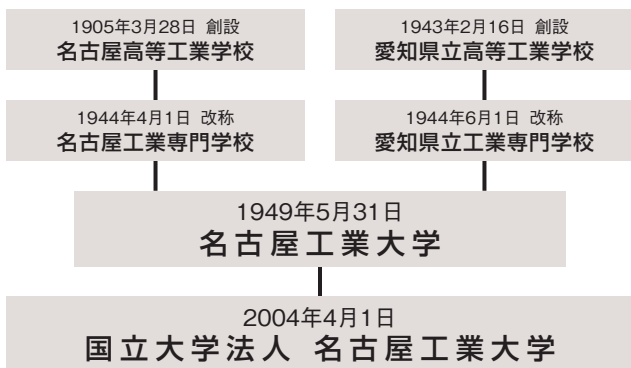 1905年3月28日 創設
名古屋高等工業学校
1943年2月16日 創設
愛知県立高等工業学校
1944年4月1日 改称
名古屋工業専門学校
1944年6月1日 改称
愛知県立工業専門学校
1949年5月31日
名古屋工業大学
2004年4月1日
国立大学法人 名古屋工業大学